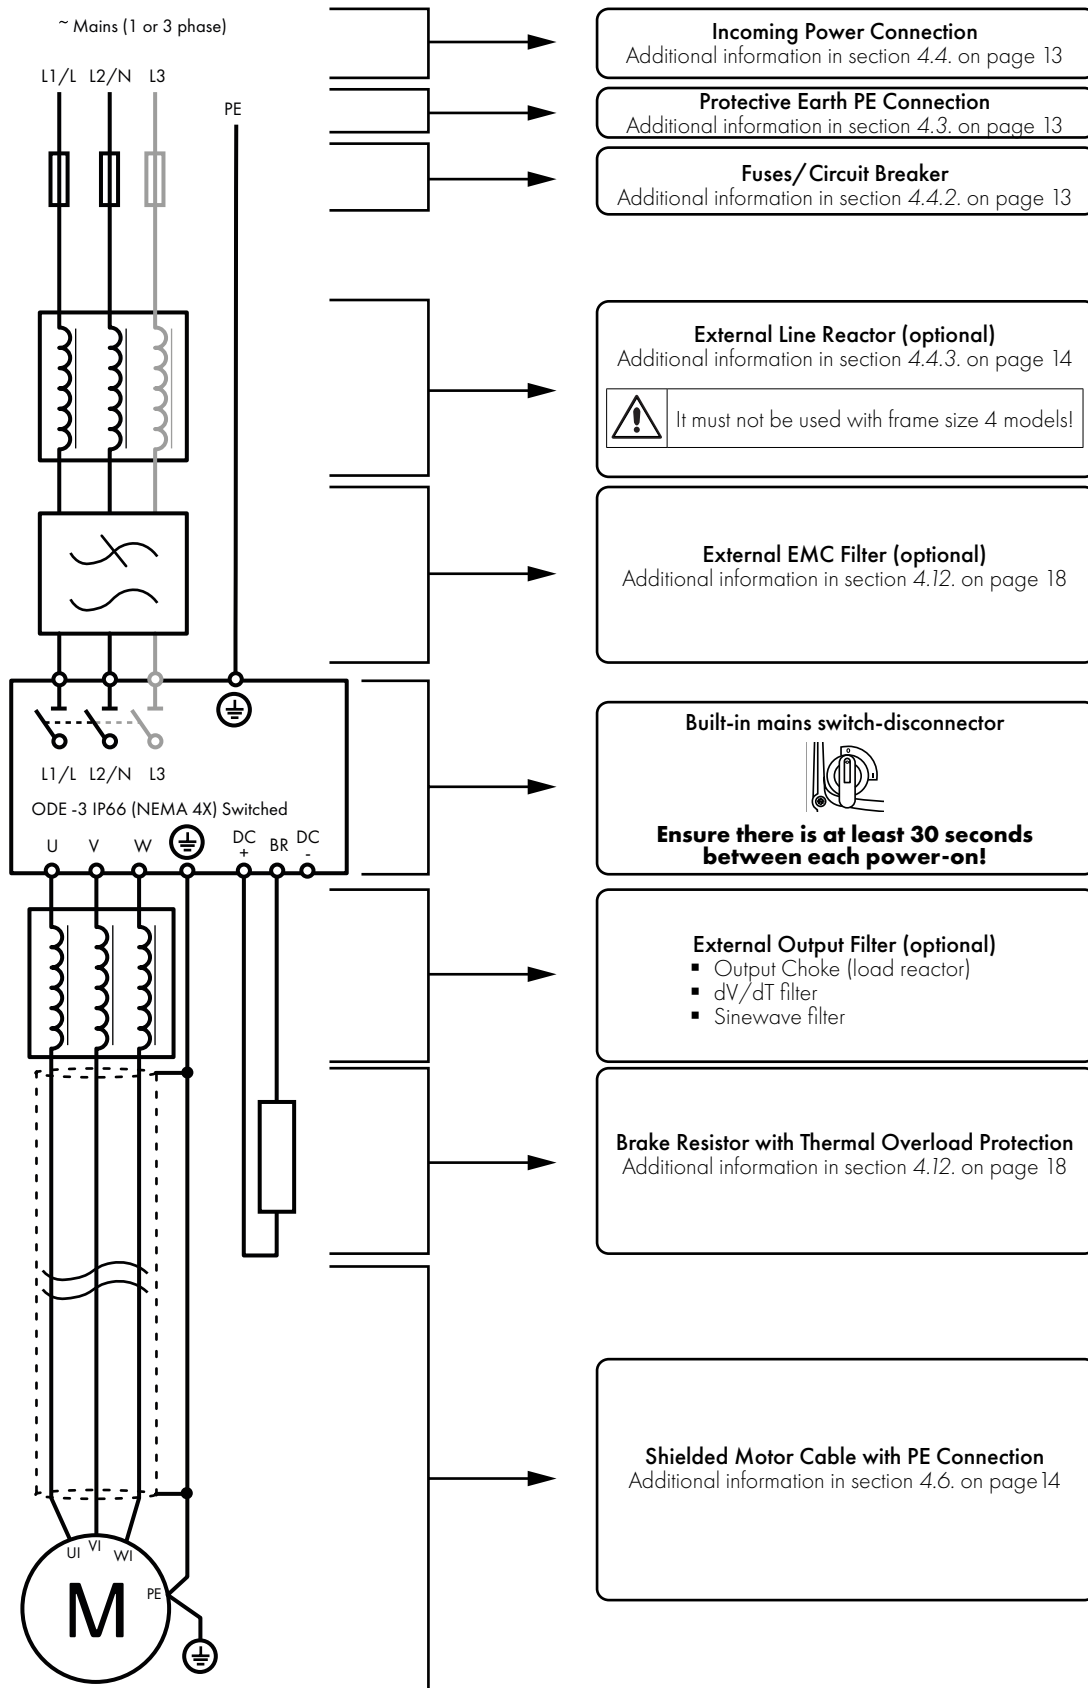 ~ Mains (1 or 3 phase)
L1/L L2/N L3
PE
Incoming Power Connection
Additional information in section 4.4. on page 13
Protective Earth PE Connection
Additional information in section 4.3. on page 13
Fuses/Circuit Breaker
Additional information in section 4.4.2. on page 13
External Line Reactor (optional)
Additional information in section 4.4.3. on page 14
It must not be used with frame size 4 models!
External EMC Filter (optional)
Additional information in section 4.12. on page 18
L1/L L2/N L3
ODE -3 IP66 (NEMA 4X) Switched
U V W DC + BR DC -
Built-in mains switch-disconnector
Ensure there is at least 30 seconds
between each power-on!
External Output Filter (optional)
▪ Output Choke (load reactor)
▪ dV/dT filter
▪ Sinewave filter
Brake Resistor with Thermal Overload Protection
Additional information in section 4.12. on page 18
Shielded Motor Cable with PE Connection
Additional information in section 4.6. on page14
UI VI WI
PE
M